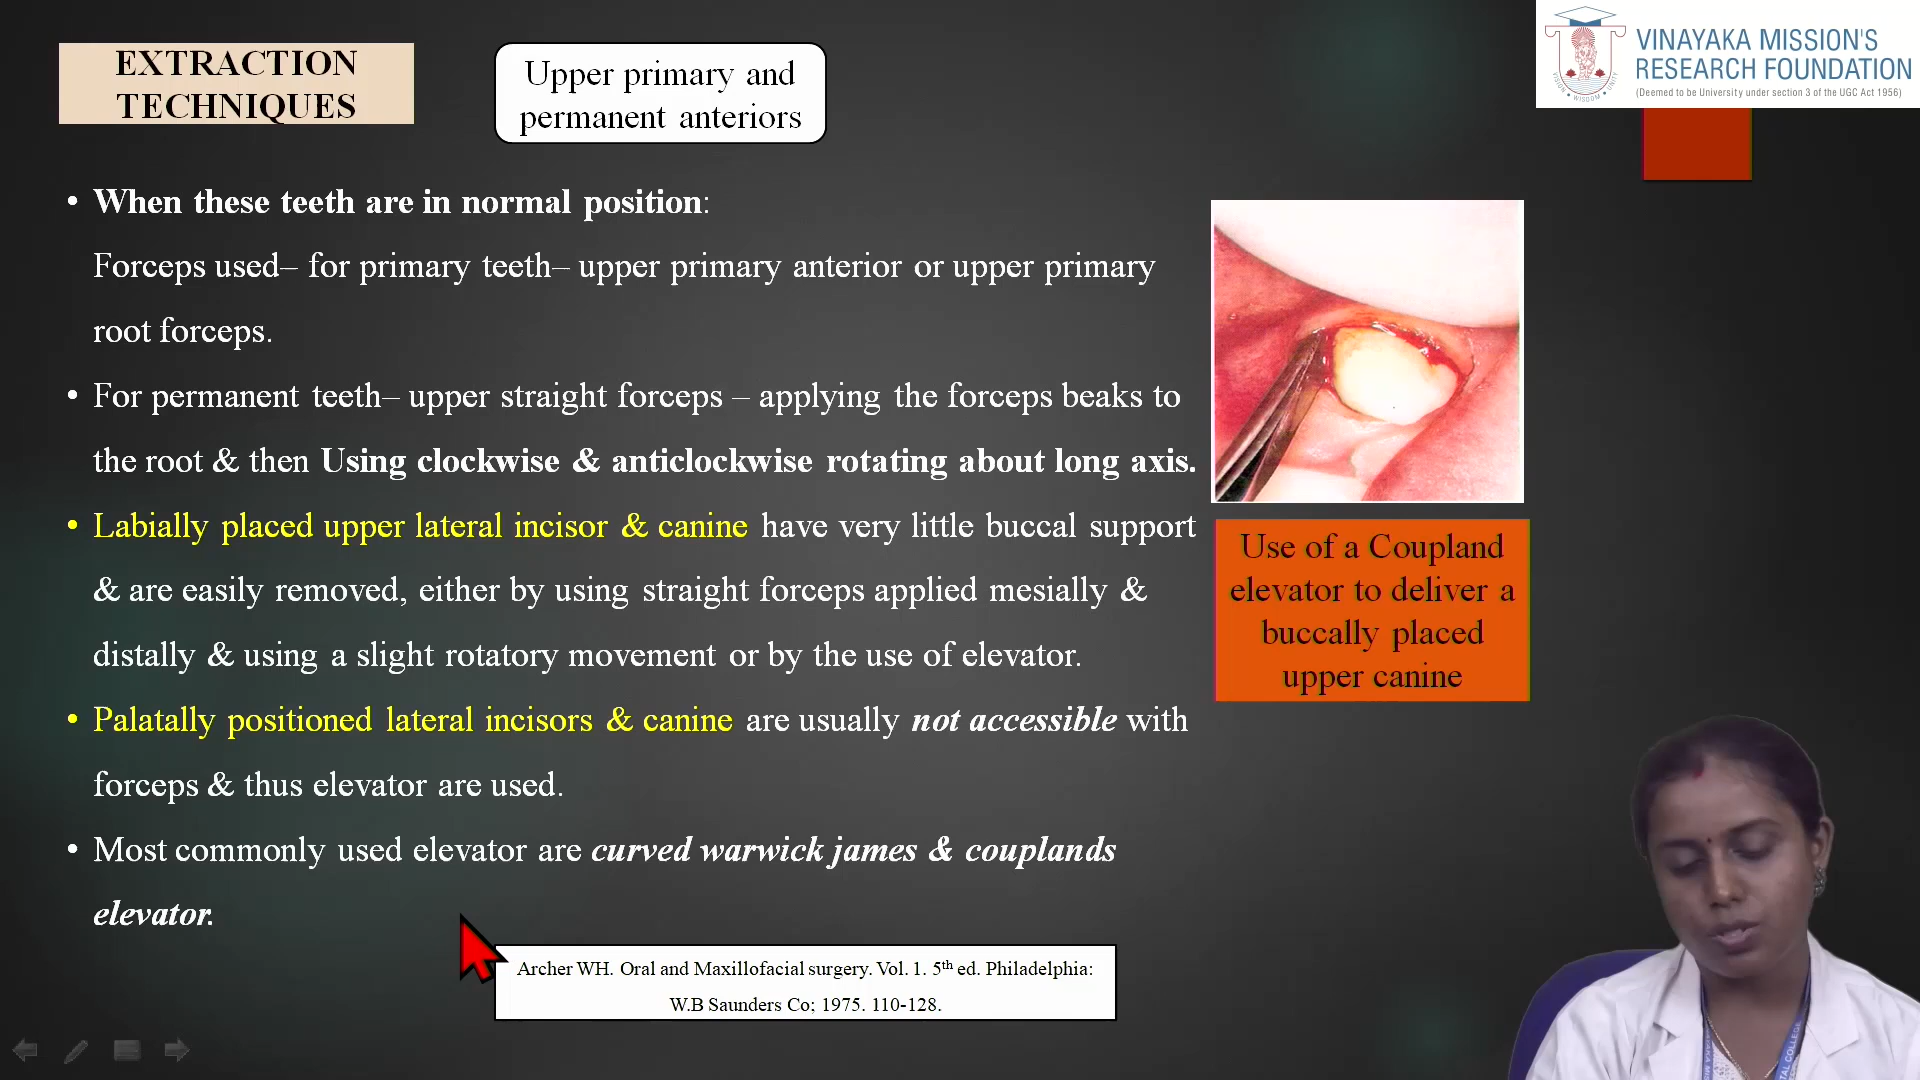 EXTRACTION
TECHNIQUES
Upper primary and
permanent anteriors
VINAYAKA MISSION'S
RESEARCH FOUNDATION
(Deemed to be University under section 3 of the UGC Act 1956)
• When these teeth are in normal position:
Forceps used– for primary teeth– upper primary anterior or upper primary
root forceps.
• For permanent teeth– upper straight forceps – applying the forceps beaks to
the root & then Using clockwise & anticlockwise rotating about long axis.
• Labially placed upper lateral incisor & canine have very little buccal support
& are easily removed, either by using straight forceps applied mesially &
distally & using a slight rotatory movement or by the use of elevator.
• Palatally positioned lateral incisors & canine are usually not accessible with
forceps & thus elevator are used.
• Most commonly used elevator are curved warwick james & couplands
elevator.
Use of a Coupland
elevator to deliver a
buccally placed
upper canine
Archer WH. Oral and Maxillofacial surgery. Vol. 1. 5th ed. Philadelphia:
W.B Saunders Co; 1975. 110-128.